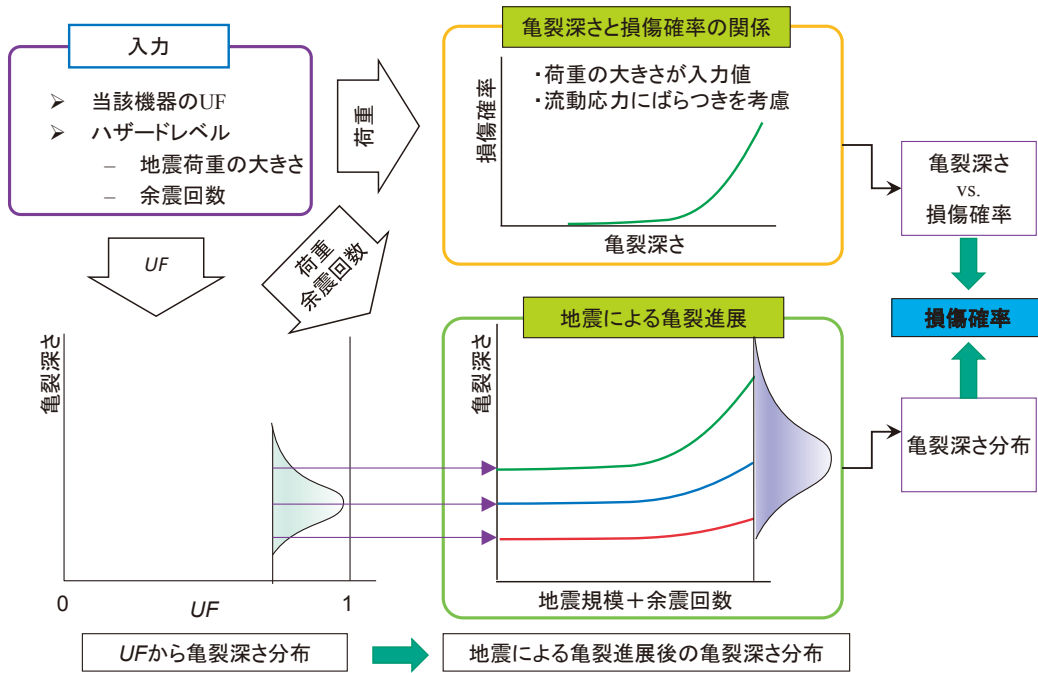 入力
➢ 当該機器のUF
➢ ハザードレベル
– 地震荷重の大きさ
– 余震回数
荷重
亀裂深さと損傷確率の関係
・荷重の大きさが入力値
・流動応力にばらつきを考慮
損傷確率
亀裂深さ
亀裂深さ
vs.
損傷確率
UF
荷重
余震回数
損傷確率
亀裂深さ
0
UF
1
地震による亀裂進展
亀裂深さ
地震規模＋余震回数
亀裂深さ分布
UFから亀裂深さ分布
地震による亀裂進展後の亀裂深さ分布